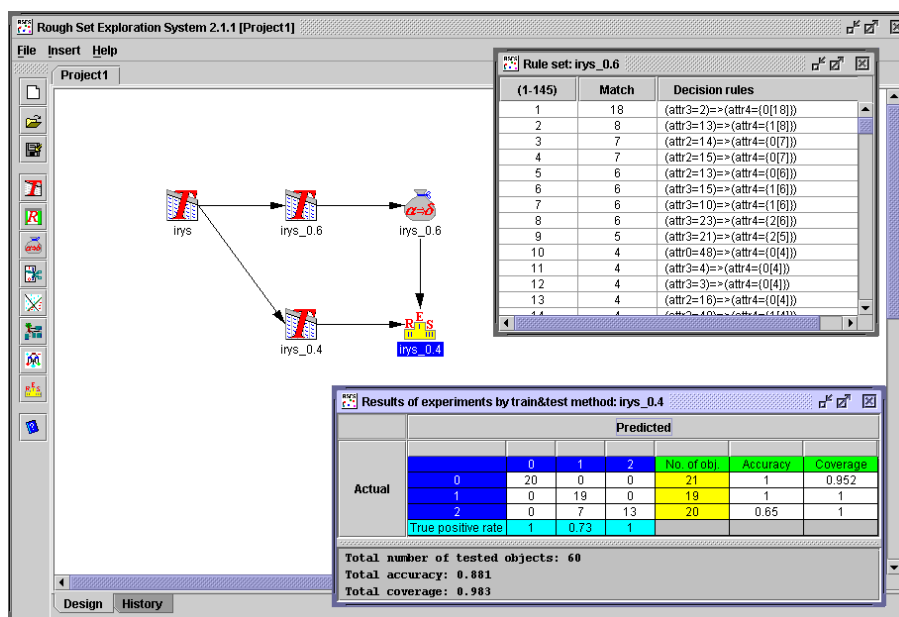 Rough Set Exploration System 2.1.1 [Project1]
File Insert Help
Project1
irys
irys_0.6
irys_0.6
irys_0.4
irys_0.4
Rule set: irys_0.6
(1-145) Match Decision rules
1 18 (attr3=2)=>(attr4={0[18]})
2 8 (attr3=13)=>(attr4={1[8]})
3 7 (attr2=14)=>(attr4={0[7]})
4 7 (attr2=15)=>(attr4={0[7]})
5 6 (attr2=13)=>(attr4={0[6]})
6 6 (attr3=15)=>(attr4={1[6]})
7 6 (attr3=10)=>(attr4={1[6]})
8 6 (attr3=23)=>(attr4={2[6]})
9 5 (attr3=21)=>(attr4={2[5]})
10 4 (attr0=48)=>(attr4={0[4]})
11 4 (attr3=4)=>(attr4={0[4]})
12 4 (attr3=3)=>(attr4={0[4]})
13 4 (attr2=16)=>(attr4={0[4]})
Results of experiments by train&test method: irys_0.4
Predicted
Actual
0 1 2 No. of obj. Accuracy Coverage
0 20 0 0 21 1 0.952
1 0 19 0 19 1 1
2 0 7 13 20 0.65 1
True positive rate 1 0.73 1
Total number of tested objects: 60
Total accuracy: 0.881
Total coverage: 0.983
Design History